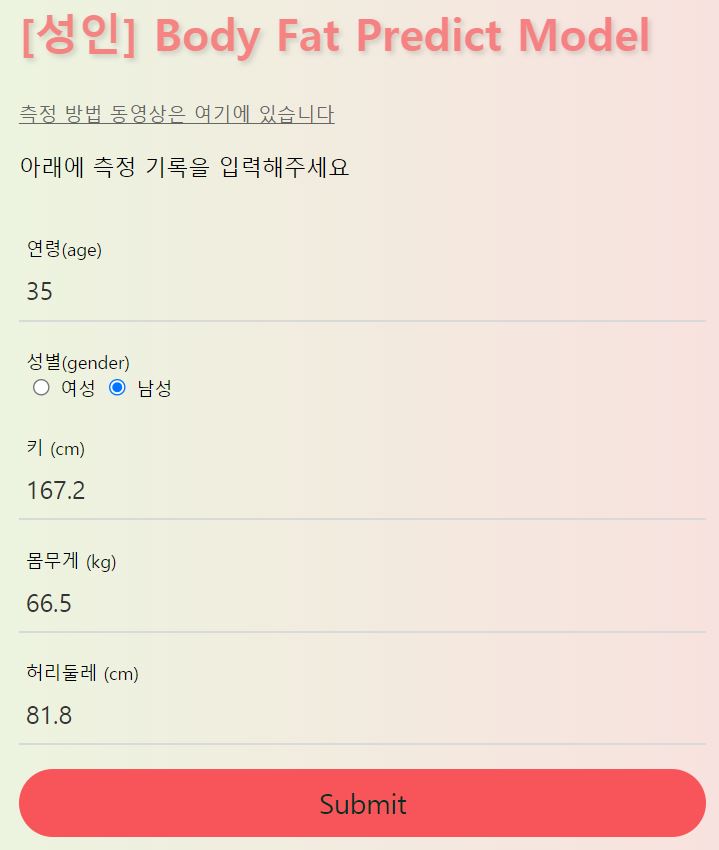 [성인] Body Fat Predict Model
측정 방법 동영상은 여기에 있습니다
아래에 측정 기록을 입력해주세요
연령(age)
35
성별(gender)
여성 남성
키 (cm)
167.2
몸무게 (kg)
66.5
허리둘레 (cm)
81.8
Submit